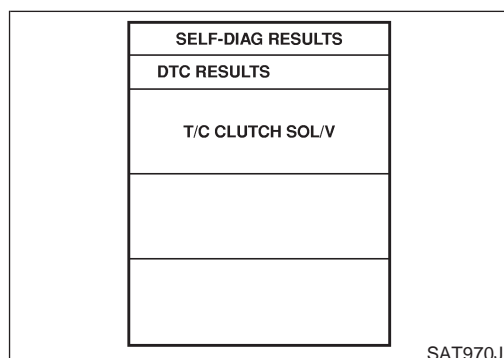 SELF-DIAG RESULTS
DTC RESULTS
T/C CLUTCH SOL/V
SAT970J